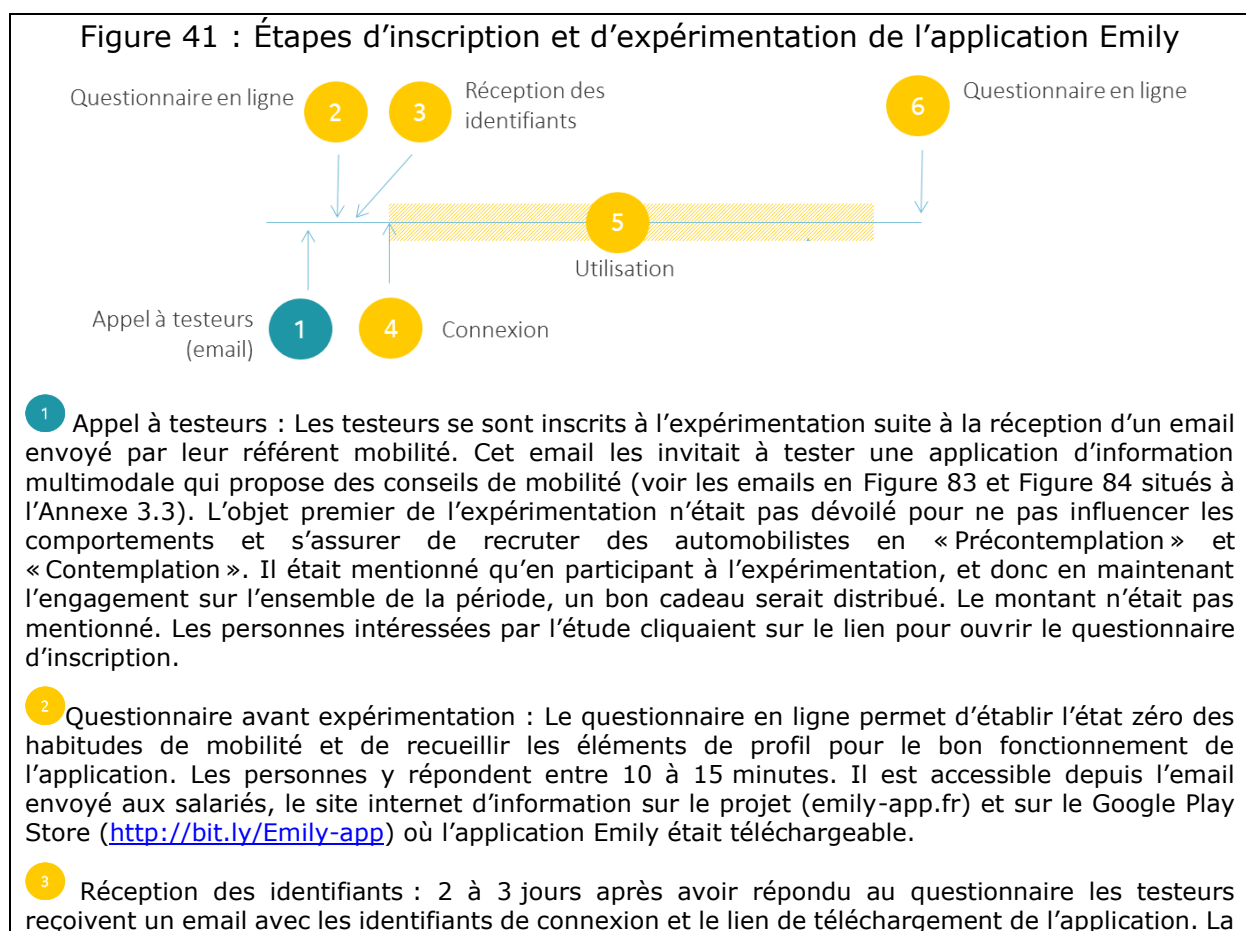 Figure 41 : Étapes d’inscription et d’expérimentation de l’application Emily
Questionnaire en ligne
2
3
Réception des
identifiants
6
Questionnaire en ligne
5
Utilisation
Appel à testeurs
(email)
1
4
Connexion
1 Appel à testeurs : Les testeurs se sont inscrits à l’expérimentation suite à la réception d’un email
envoyé par leur référent mobilité. Cet email les invitait à tester une application d’information
multimodale qui propose des conseils de mobilité (voir les emails en Figure 83 et Figure 84 situés à
l’Annexe 3.3). L’objet premier de l’expérimentation n’était pas dévoilé pour ne pas influencer les
comportements et s’assurer de recruter des automobilistes en « Précontemplation » et
« Contemplation ». Il était mentionné qu’en participant à l’expérimentation, et donc en maintenant
l’engagement sur l’ensemble de la période, un bon cadeau serait distribué. Le montant n’était pas
mentionné. Les personnes intéressées par l’étude cliquaient sur le lien pour ouvrir le questionnaire
d’inscription.
2 Questionnaire avant expérimentation : Le questionnaire en ligne permet d’établir l’état zéro des
habitudes de mobilité et de recueillir les éléments de profil pour le bon fonctionnement de
l’application. Les personnes y répondent entre 10 à 15 minutes. Il est accessible depuis l’email
envoyé aux salariés, le site internet d’information sur le projet (emily-app.fr) et sur le Google Play
Store (http://bit.ly/Emily-app) où l’application Emily était téléchargeable.
3 Réception des identifiants : 2 à 3 jours après avoir répondu au questionnaire les testeurs
reçoivent un email avec les identifiants de connexion et le lien de téléchargement de l’application. La